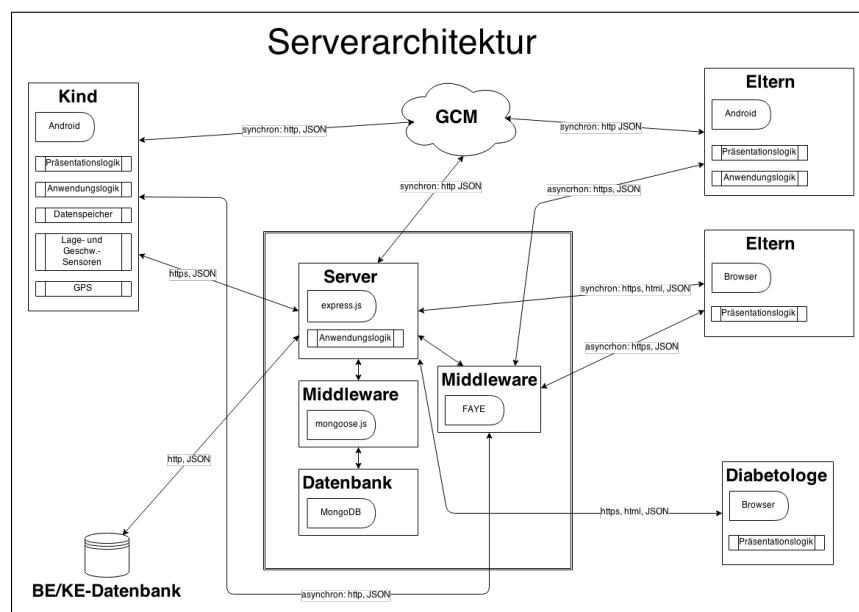 Serverarchitektur
Kind
Android
Präsentationslogik
Anwendungslogik
Datenspeicher
Lage- und
Geschw.-
Sensoren
GPS
GCM
synchron: http, JSON
synchron: http JSON
synchron: http JSON
Eltern
Android
Präsentationslogik
Anwendungslogik
asyncrhon: https, JSON
Eltern
Browser
Präsentationslogik
synchron: https, html, JSON
asyncrhon: https, JSON
https, JSON
Server
express.js
Anwendungslogik
Middleware
mongoose.js
Middleware
FAYE
Datenbank
MongoDB
http, JSON
BE/KE-Datenbank
asynchron: http, JSON
https, html, JSON
Diabetologe
Browser
Präsentationslogik